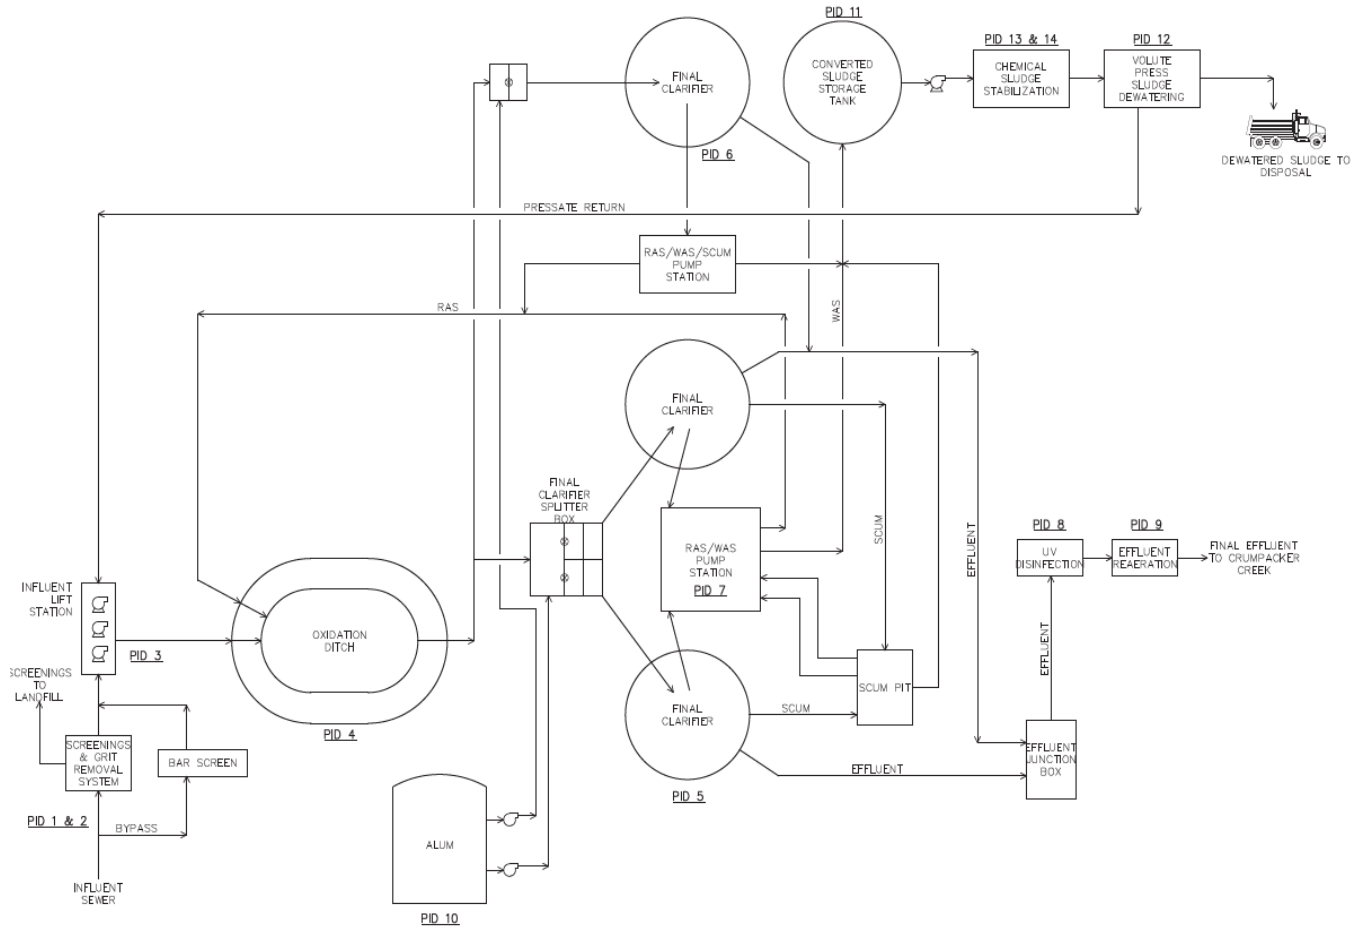 PID 11
PID 13 & 14
PID 12
FINAL
CLARIFIER
CONVERTED
SLUDGE
STORAGE
TANK
CHEMICAL
SLUDGE
STABILIZATION
VOLUTE
PRESS
SLUDGE
DEWATERING
PID 6
DEWATERED SLUDGE TO
DISPOSAL
PRESSATE RETURN
RAS/WAS/SCUM
PUMP
STATION
RAS
WAS
FINAL
CLARIFIER
FINAL
CLARIFIER
SPLITTER
BOX
SCUM
EFFLUENT
RAS/WAS
PUMP
STATION
PID 7
PID 8
PID 9
UV
DISINFECTION
EFFLUENT
REAERATION
FINAL EFFLUENT
TO CRUMPACKER
CREEK
INFLUENT
LIFT
STATION
OXIDATION
DITCH
PID 3
SCREENINGS
TO
LANDFILL
PID 4
EFFLUENT
SCUM PIT
FINAL
CLARIFIER
SCUM
SCREENINGS
& GRIT
REMOVAL
SYSTEM
BAR SCREEN
EFFLUENT
EFFLUENT
JUNCTION
BOX
PID 5
PID 1 & 2
BYPASS
ALUM
INFLUENT
SEWER
PID 10